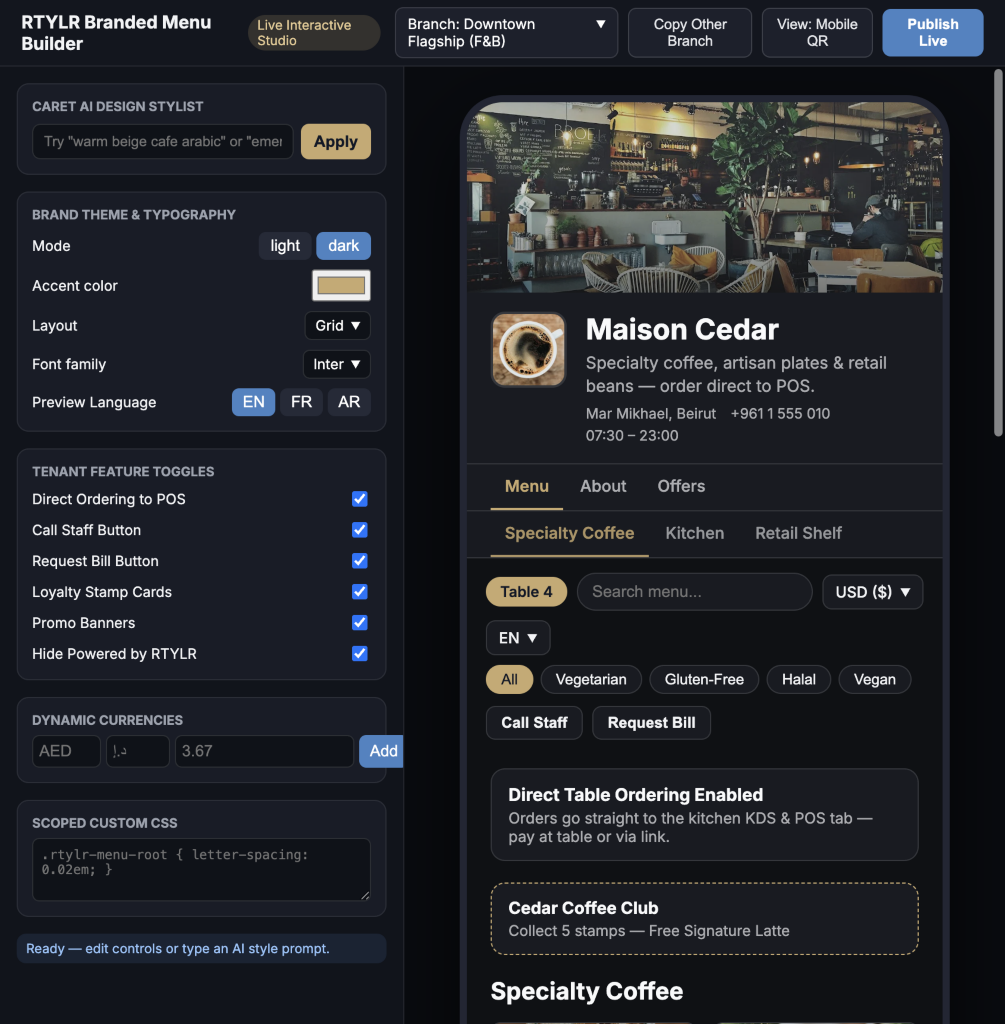 RTYLR Branded Menu
Builder
Live Interactive
Studio
Branch: Downtown
Flagship (F&B)
▼
Copy Other
Branch
View: Mobile
QR
Publish
Live
CARET AI DESIGN STYLIST
Try "warm beige cafe arabic" or "emer
Apply
BRAND THEME & TYPOGRAPHY
Mode
light
dark
Accent color
Layout
Grid ▼
Font family
Inter ▼
Preview Language
EN
FR
AR
TENANT FEATURE TOGGLES
Direct Ordering to POS
Call Staff Button
Request Bill Button
Loyalty Stamp Cards
Promo Banners
Hide Powered by RTYLR
DYNAMIC CURRENCIES
AED
د.إ
3.67
Add
SCOPED CUSTOM CSS
.rtylr-menu-root { letter-spacing:
0.02em; }
Ready — edit controls or type an AI style prompt.
Maison Cedar
Specialty coffee, artisan plates & retail
beans — order direct to POS.
Mar Mikhael, Beirut +961 1 555 010
07:30 – 23:00
Menu
About
Offers
Specialty Coffee
Kitchen
Retail Shelf
Table 4
Search menu...
USD ($) ▼
EN ▼
All
Vegetarian
Gluten-Free
Halal
Vegan
Call Staff
Request Bill
Direct Table Ordering Enabled
Orders go straight to the kitchen KDS & POS tab —
pay at table or via link.
Cedar Coffee Club
Collect 5 stamps — Free Signature Latte
Specialty Coffee